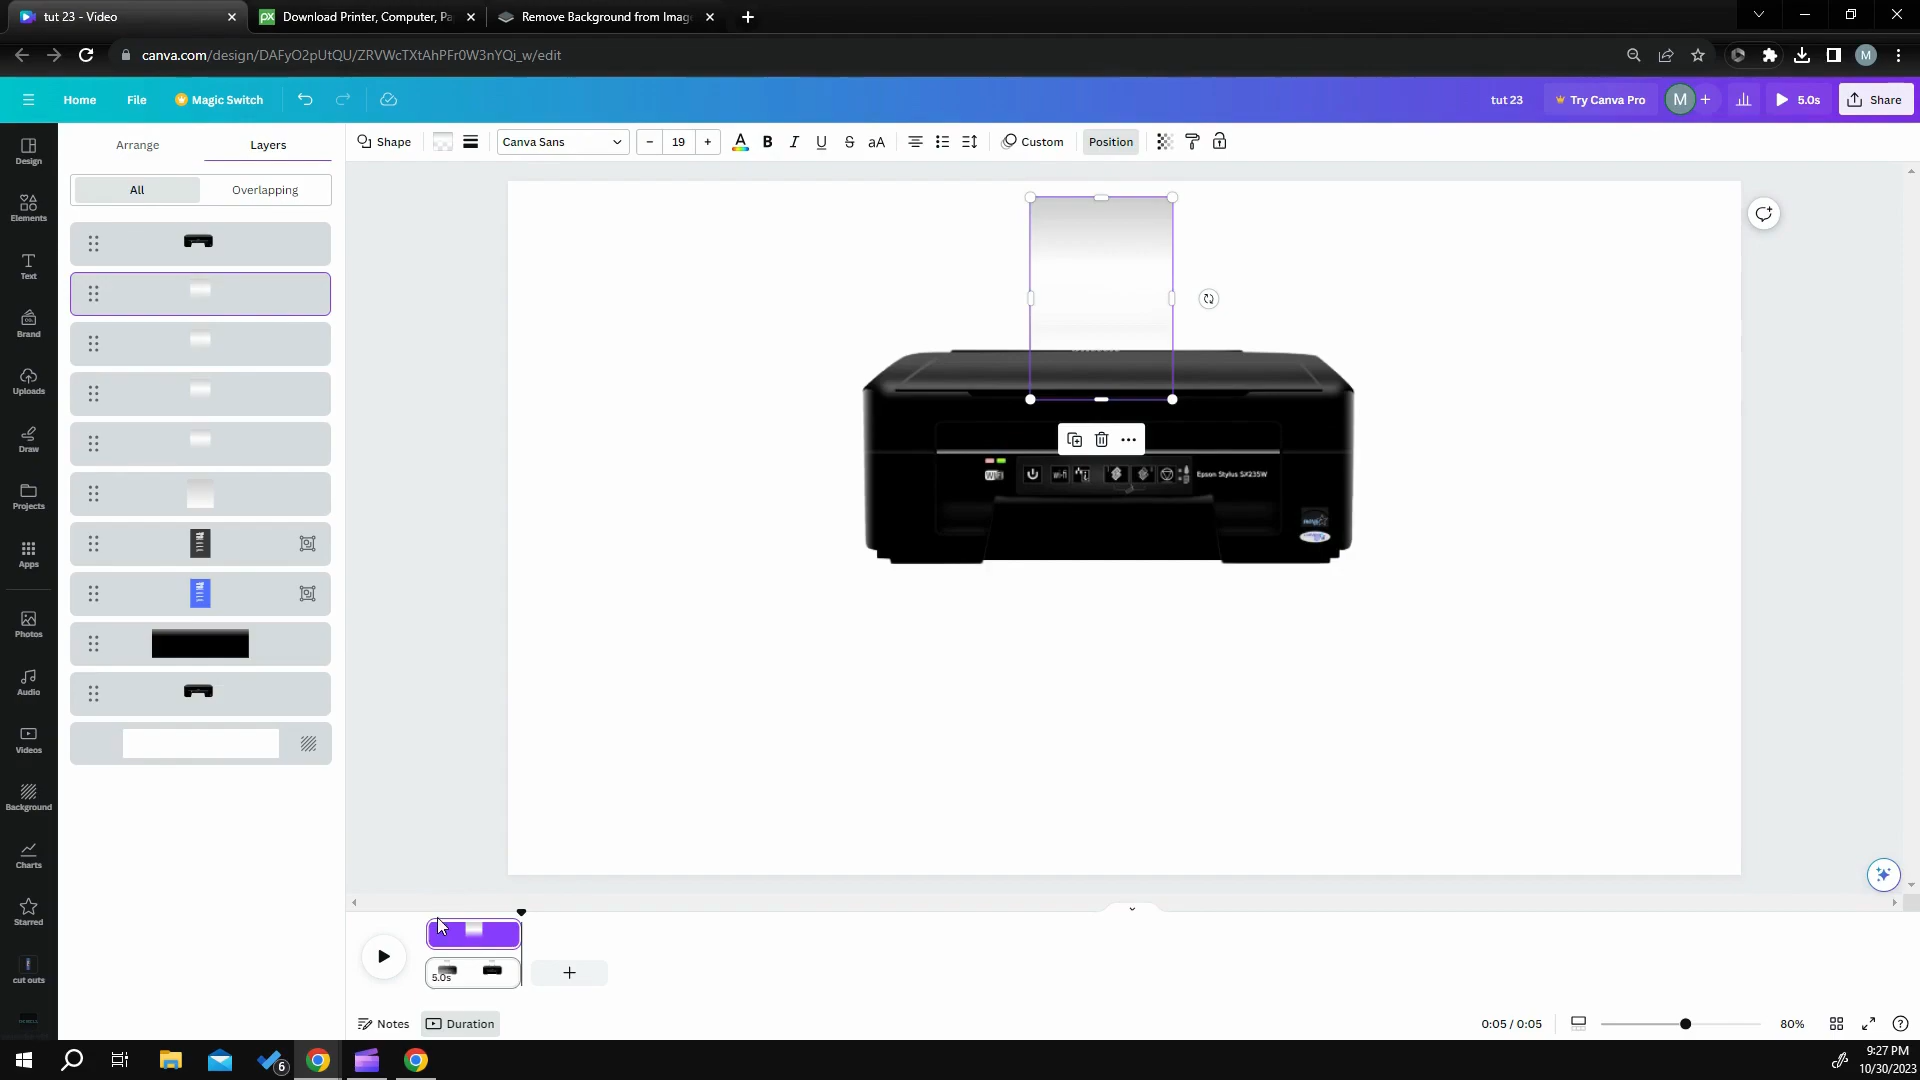 tut 23 - Video
Download Printer, Computer, Pa
Remove Background from Imag
canva.com/design/DAFyO2pUtQU/ZRVWcTXtAhPFr0W3nYQi_w/edit
M
Home
File
Magic Switch
tut 23
Try Canva Pro
M
5.0s
Share
Design
Elements
Text
Brand
Uploads
Draw
Projects
Apps
Photos
Audio
Videos
Background
Charts
Starred
cut outs
Arrange
Layers
All
Overlapping
Shape
Canva Sans
19
B
I
U
S
aA
Custom
Position
Wi-Fi
Epson Stylus SX235W
5.0s
Notes
Duration
0:05 / 0:05
80%
6
9:27 PM
10/30/2023